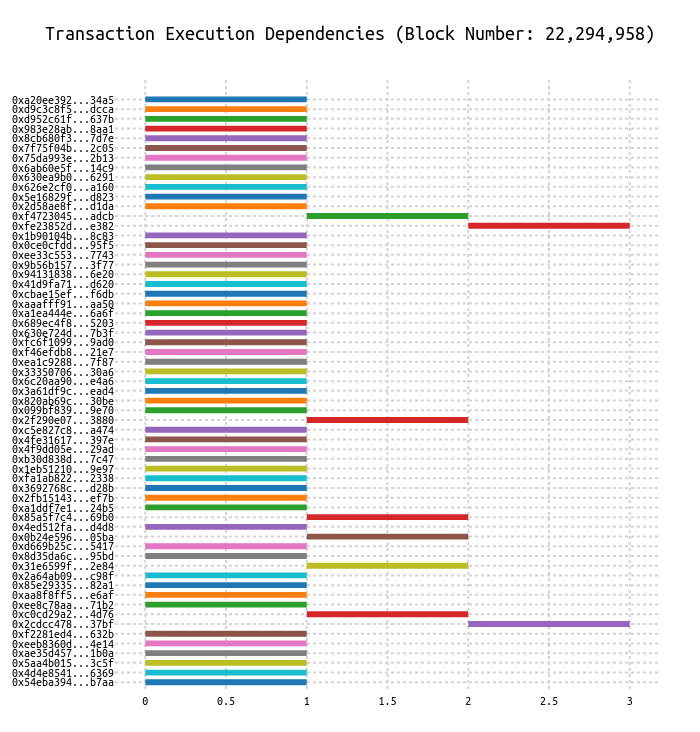 Transaction Execution Dependencies (Block Number: 22,294,958)
0xa20ee392...34a5
0xd9c3c8f5...dcca
0xd952c61f...637b
0x983e28ab...8aa1
0x8cb680f3...7d7e
0x7f75f04b...2c05
0x75da993e...2b13
0x6ab60e5f...14c9
0x630ea9b0...6291
0x626e2cf0...a160
0x5e16829f...d823
0x2d58ae8f...d1da
0xf4723045...adcb
0xfe23852d...e382
0x1b90104b...8c83
0x0ce0cfdd...95f5
0xee33c553...7743
0x9b56b157...3f77
0x94131838...6e20
0x41d9fa71...d620
0xcbae15ef...f6db
0xaaafff91...aa50
0xa1ea444e...6a6f
0x689ec4f8...5203
0x630e724d...7b3f
0xfc6f1099...9ad0
0xf46efdb8...21e7
0xea1c9288...7f87
0x33350706...30a6
0x6c20aa90...e4a6
0x3a61df9c...ead4
0x820ab69c...30be
0x099bf839...9e70
0x2f290e07...3880
0xc5e827c8...a474
0x4fe31617...397e
0x4f9dd05e...29ad
0xb30d838d...7c47
0x1eb51210...9e97
0xfa1ab822...2338
0x3692768c...d28b
0x2fb15143...ef7b
0xa1ddf7e1...24b5
0x85a5f7c4...69b0
0x4ed512fa...d4d8
0x0b24e596...05ba
0xd669b25c...5417
0x8d35da6c...95bd
0x31e6599f...2e84
0x2a64ab09...c98f
0x85e29335...82a1
0xaa8f8ff5...e6af
0xee8c78aa...71b2
0xc0cd29a2...4d76
0x2cdcc478...37bf
0xf2281ed4...632b
0xeeb8360d...4e14
0xae35d457...1b0a
0x5aa4b015...3c5f
0x4d4e8541...6369
0x54eba394...b7aa
0 0.5 1 1.5 2 2.5 3